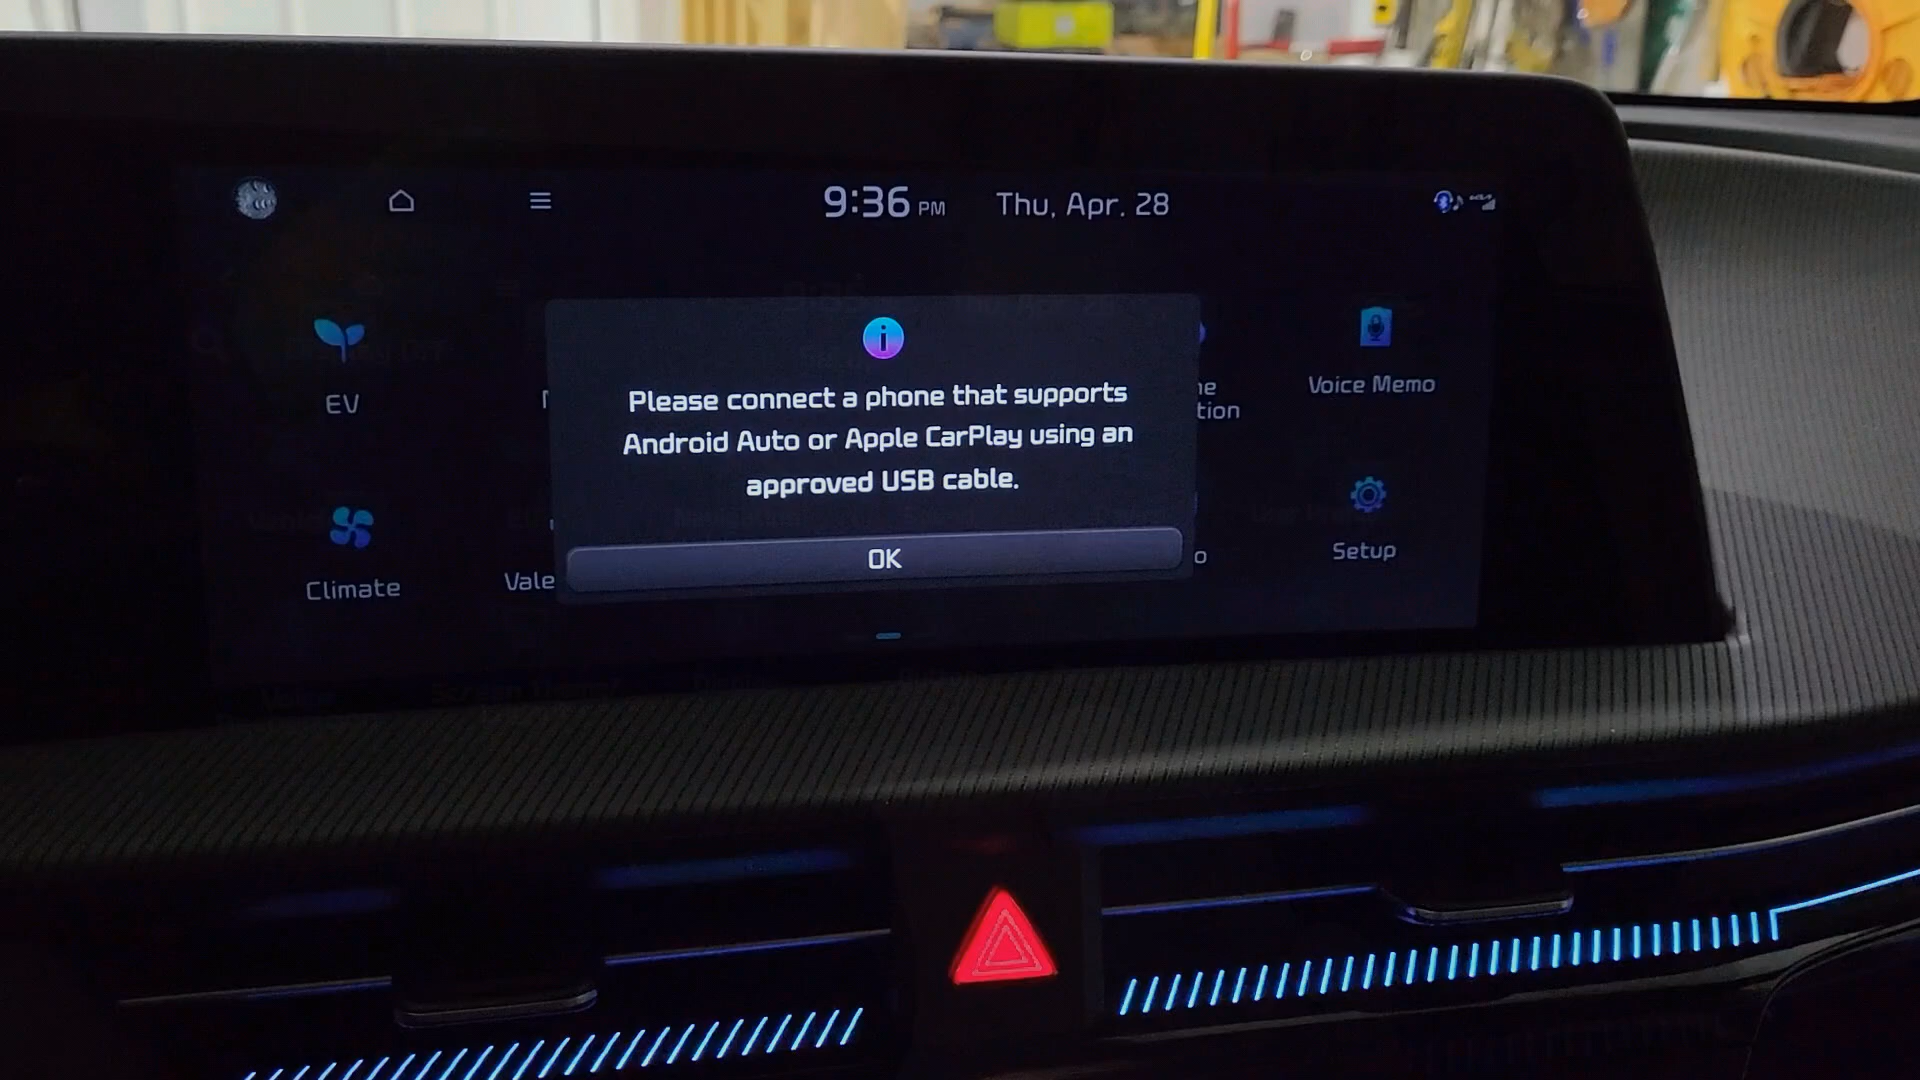 9:36 PM Thu, Apr. 28
EV
Please connect a phone that supports
Android Auto or Apple CarPlay using an
approved USB cable.
OK
Voice Memo
Climate
Vale
Setup